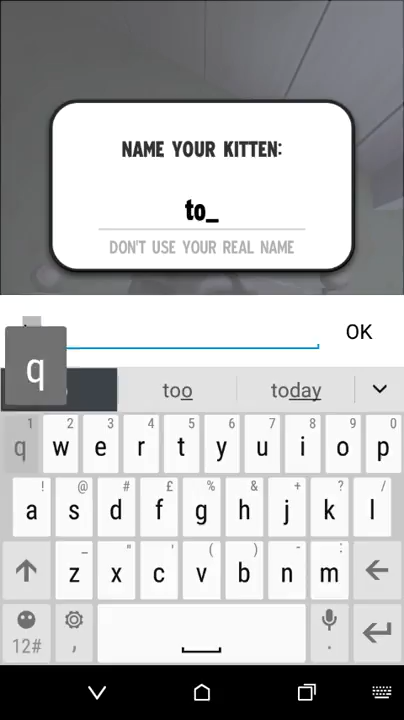 NAME YOUR KITTEN:
to_
DON'T USE YOUR REAL NAME
OK
q
too today
1 2 3 4 5 6 7 8 9 0
q w e r t y u i o p
! @ # £ % & + ? /
a s d f g h j k l
_ " ' ( ) - :
z x c v b n m
12# , .